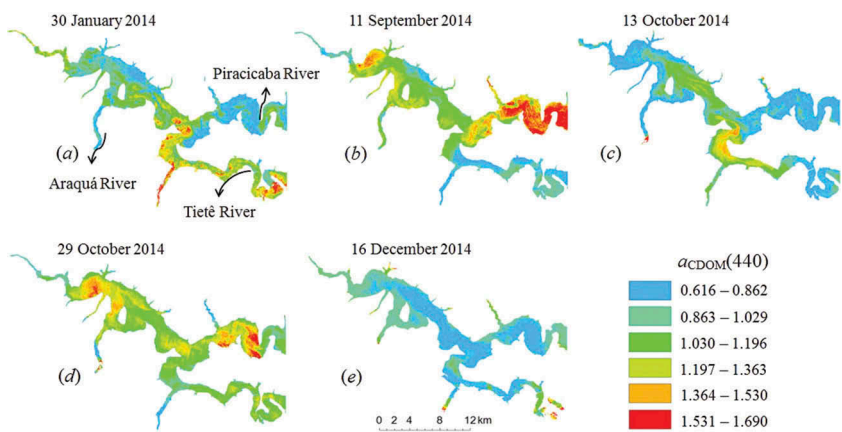 30 January 2014
11 September 2014
13 October 2014
Piracicaba River
(a)
(b)
(c)
Araquá River
Tietê River
29 October 2014
16 December 2014
aCDOM(440)
0.616 – 0.862
0.863 – 1.029
1.030 – 1.196
1.197 – 1.363
1.364 – 1.530
1.531 – 1.690
(d)
(e)
0 2 4 8 12km